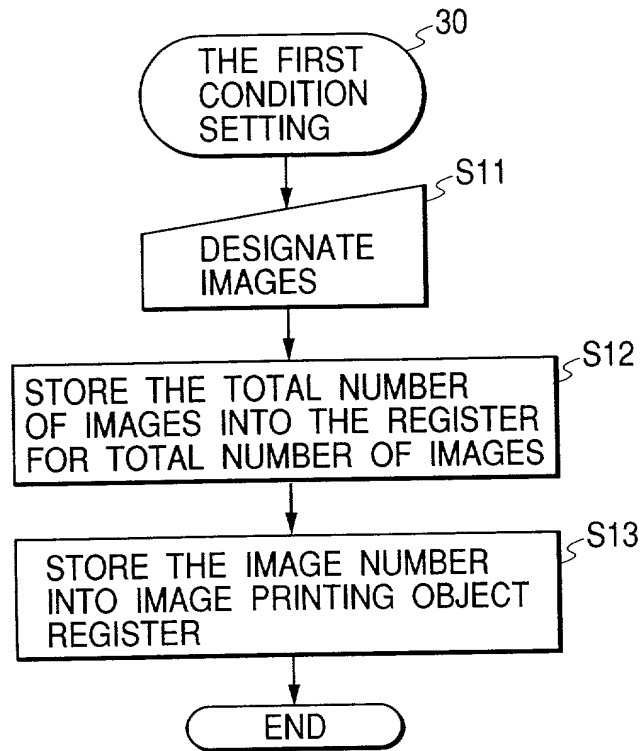 30
THE FIRST
CONDITION
SETTING
S11
DESIGNATE
IMAGES
S12
STORE THE TOTAL NUMBER
OF IMAGES INTO THE REGISTER
FOR TOTAL NUMBER OF IMAGES
S13
STORE THE IMAGE NUMBER
INTO IMAGE PRINTING OBJECT
REGISTER
END